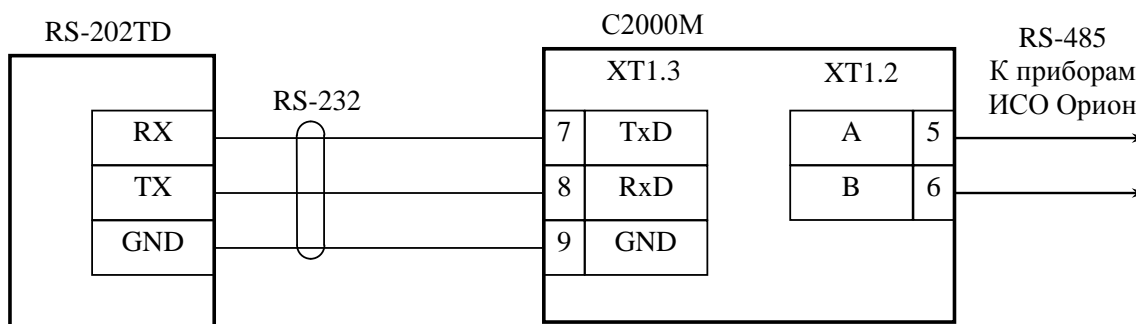 RS-202TD
RX
TX
GND
RS-232
C2000M
XT1.3
7 TxD
8 RxD
9 GND
XT1.2
A 5
B 6
RS-485
К приборам
ИСО Орион